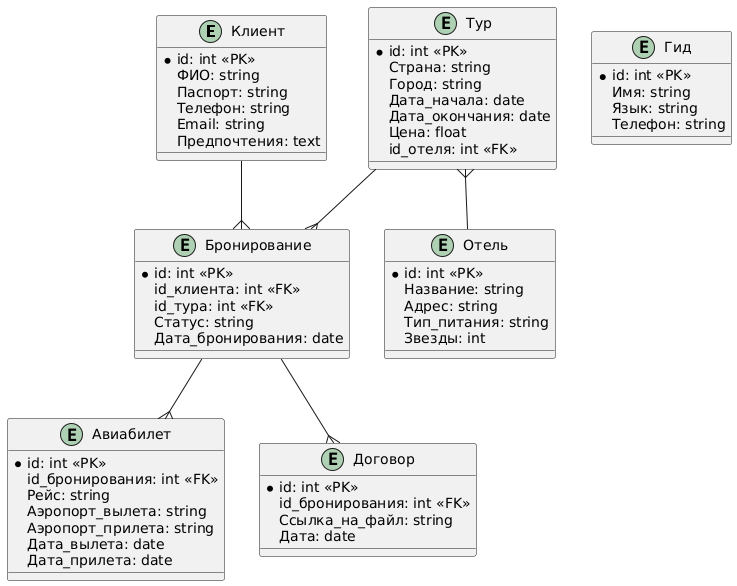 E Клиент
id: int «PK»
ФИО: string
Паспорт: string
Телефон: string
Email: string
Предпочтения: text
E Тур
id: int «PK»
Страна: string
Город: string
Дата_начала: date
Дата_окончания: date
Цена: float
id_отеля: int «FK»
E Гид
id: int «PK»
Имя: string
Язык: string
Телефон: string
E Бронирование
id: int «PK»
id_клиента: int «FK»
id_тура: int «FK»
Статус: string
Дата_бронирования: date
E Отель
id: int «PK»
Название: string
Адрес: string
Тип_питания: string
Звезды: int
E Авиабилет
id: int «PK»
id_бронирования: int «FK»
Рейс: string
Аэропорт_вылета: string
Аэропорт_прилета: string
Дата_вылета: date
Дата_прилета: date
E Договор
id: int «PK»
id_бронирования: int «FK»
Ссылка_на_файл: string
Дата: date